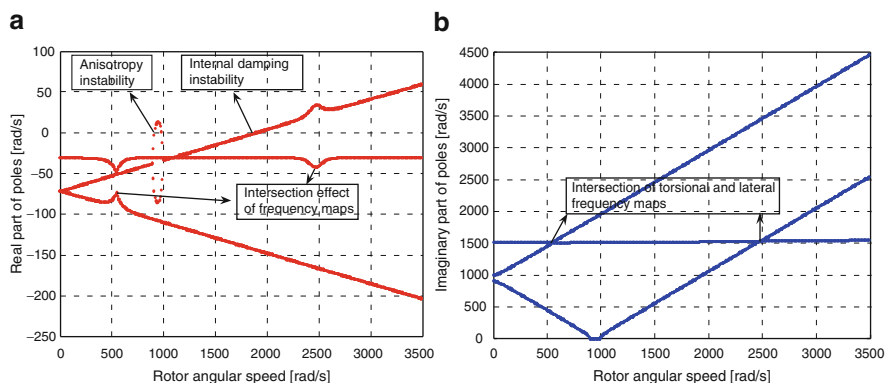 a
Anisotropy
instability
Internal damping
instability
Intersection effect
of frequency maps
Real part of poles [rad/s]
100
50
0
−50
−100
−150
−200
−250
0
500
1000
1500
2000
2500
3000
3500
Rotor angular speed [rad/s]
b
Intersection of torsional and lateral
frequency maps
Imaginary part of poles [rad/s]
4500
4000
3500
3000
2500
2000
1500
1000
500
0
0
500
1000
1500
2000
2500
3000
3500
Rotor angular speed [rad/s]